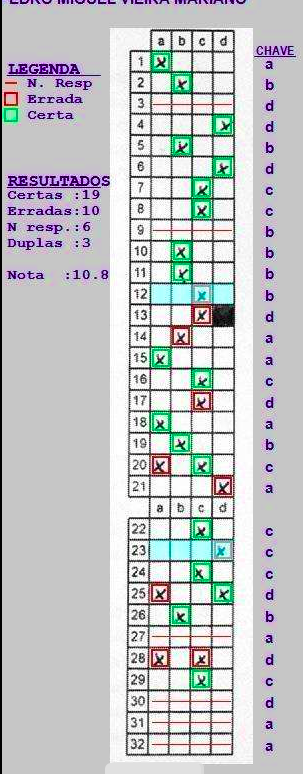 EDRO MIGUEL VIEIRA MARIANO
a b c d
CHAVE
LEGENDA
N. Resp
Errada
Certa
RESULTADOS
Certas :19
Erradas:10
N resp.:6
Duplas :3
Nota :10.8
1 a
2 b
3 d
4 d
5 b
6 d
7 c
8 c
9 b
10 b
11 b
12 b
13 d
14 a
15 a
16 c
17 d
18 a
19 b
20 c
21 a
a b c d
22 c
23 c
24 c
25 d
26 b
27 a
28 d
29 c
30 d
31 a
32 a